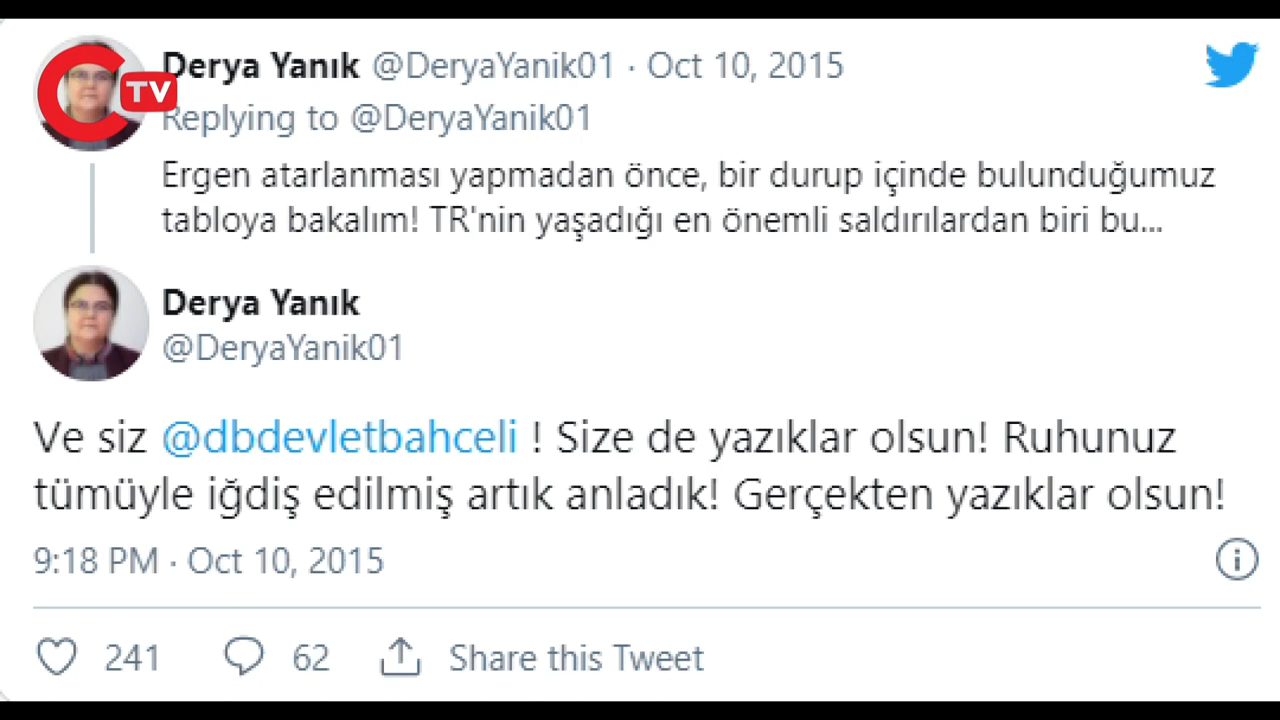 C TV
Derya Yanık @DeryaYanik01 · Oct 10, 2015
Replying to @DeryaYanik01
Ergen atarlanması yapmadan önce, bir durup içinde bulunduğumuz
tabloya bakalım! TR'nin yaşadığı en önemli saldırılardan biri bu...
Derya Yanık
@DeryaYanik01
Ve siz @dbdevletbahceli ! Size de yazıklar olsun! Ruhunuz
tümüyle iğdiş edilmiş artık anladık! Gerçekten yazıklar olsun!
9:18 PM · Oct 10, 2015
241 62 Share this Tweet